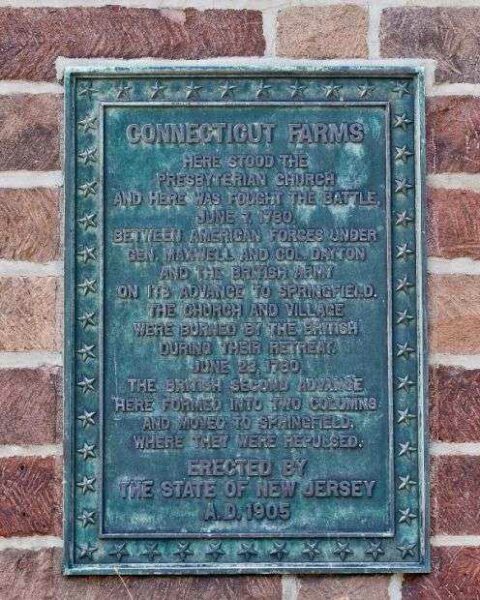 CONNECTICUT FARMS
HERE STOOD THE
PRESBYTERIAN CHURCH
AND HERE WAS FOUGHT THE BATTLE,
JUNE 7, 1780,
BETWEEN AMERICAN FORCES UNDER
GEN. MAXWELL AND COL. DAYTON
AND THE BRITISH ARMY
ON ITS ADVANCE TO SPRINGFIELD.
THE CHURCH AND VILLAGE
WERE BURNED BY THE BRITISH
DURING THEIR RETREAT.
JUNE 23, 1780
THE BRITISH SECOND ADVANCE
HERE FORMED INTO TWO COLUMNS
AND MOVED TO SPRINGFIELD,
WHERE THEY WERE REPULSED.
ERECTED BY
THE STATE OF NEW JERSEY
A.D. 1905